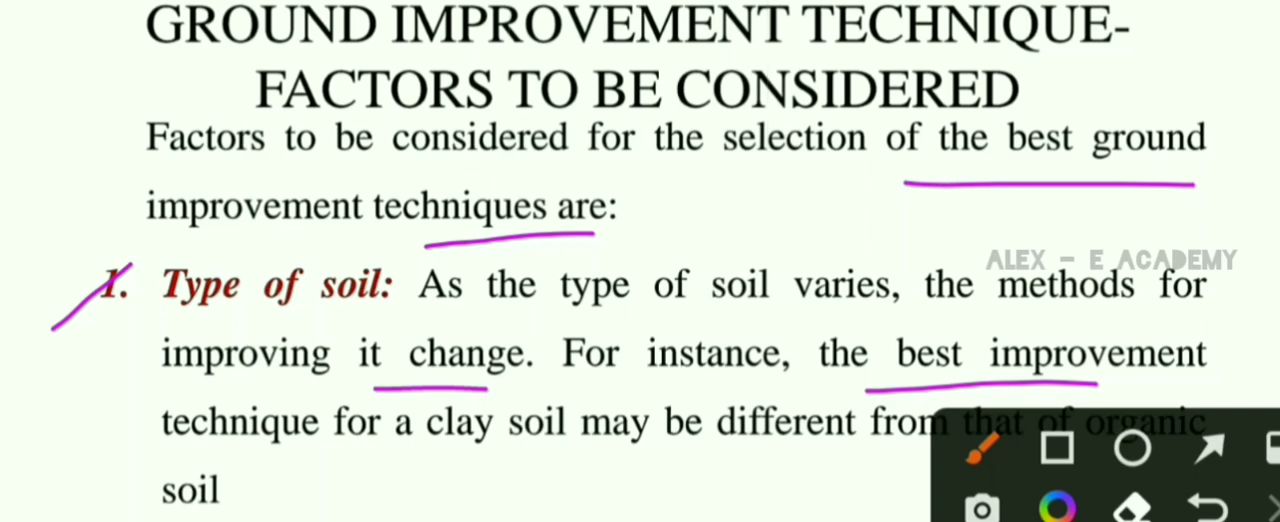 GROUND IMPROVEMENT TECHNIQUE-
FACTORS TO BE CONSIDERED
Factors to be considered for the selection of the best ground
improvement techniques are:
ALEX - E ACADEMY
1. Type of soil: As the type of soil varies, the methods for
improving it change. For instance, the best improvement
technique for a clay soil may be different from that of organic
soil